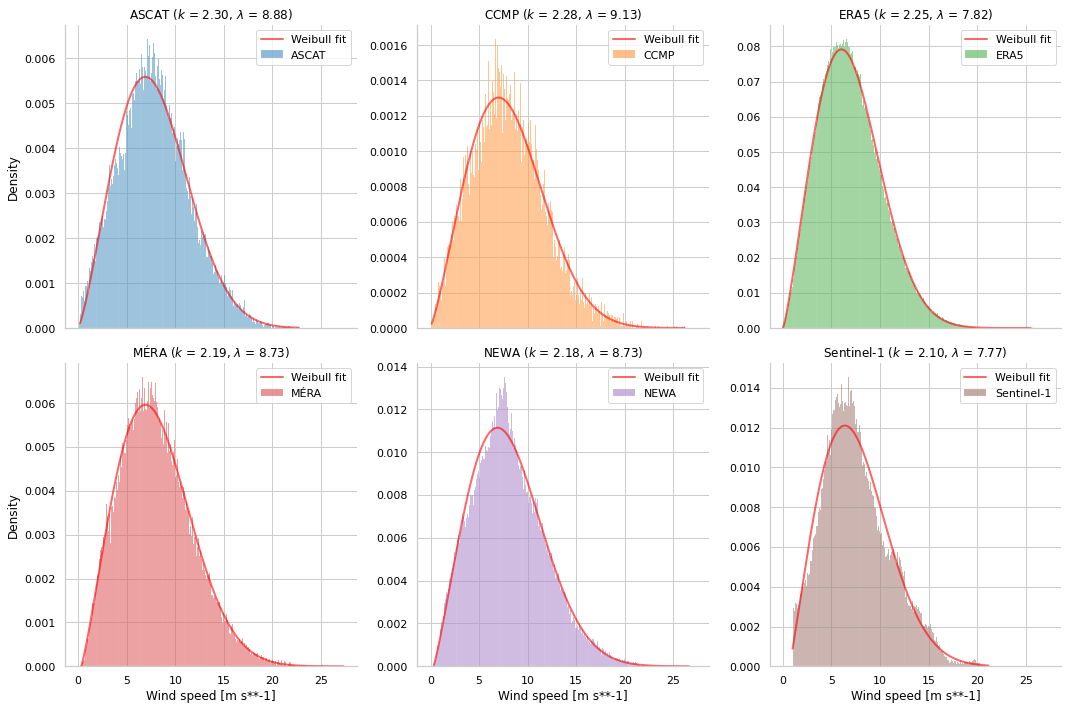 ASCAT (k = 2.30, λ = 8.88)
CCMP (k = 2.28, λ = 9.13)
ERA5 (k = 2.25, λ = 7.82)
Weibull fit
ASCAT
Weibull fit
CCMP
Weibull fit
ERA5
Density
0.006
0.005
0.004
0.003
0.002
0.001
0.000
0.0016
0.0014
0.0012
0.0010
0.0008
0.0006
0.0004
0.0002
0.0000
0.08
0.07
0.06
0.05
0.04
0.03
0.02
0.01
0.00
MÉRA (k = 2.19, λ = 8.73)
NEWA (k = 2.18, λ = 8.73)
Sentinel-1 (k = 2.10, λ = 7.77)
Weibull fit
MÉRA
Weibull fit
NEWA
Weibull fit
Sentinel-1
Density
0.006
0.005
0.004
0.003
0.002
0.001
0.000
0.014
0.012
0.010
0.008
0.006
0.004
0.002
0.000
0.014
0.012
0.010
0.008
0.006
0.004
0.002
0.000
0 5 10 15 20 25
0 5 10 15 20 25
0 5 10 15 20 25
Wind speed [m s**-1]
Wind speed [m s**-1]
Wind speed [m s**-1]